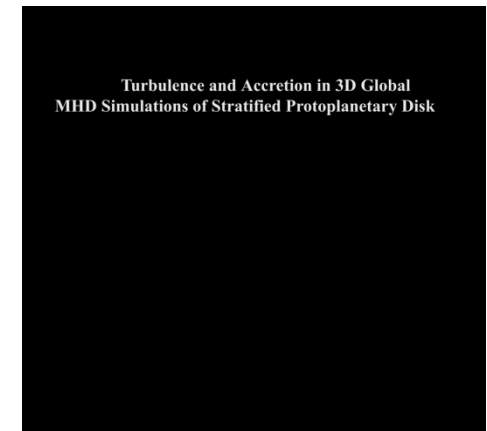 Turbulence and Accretion in 3D Global
MHD Simulations of Stratified Protoplanetary Disk